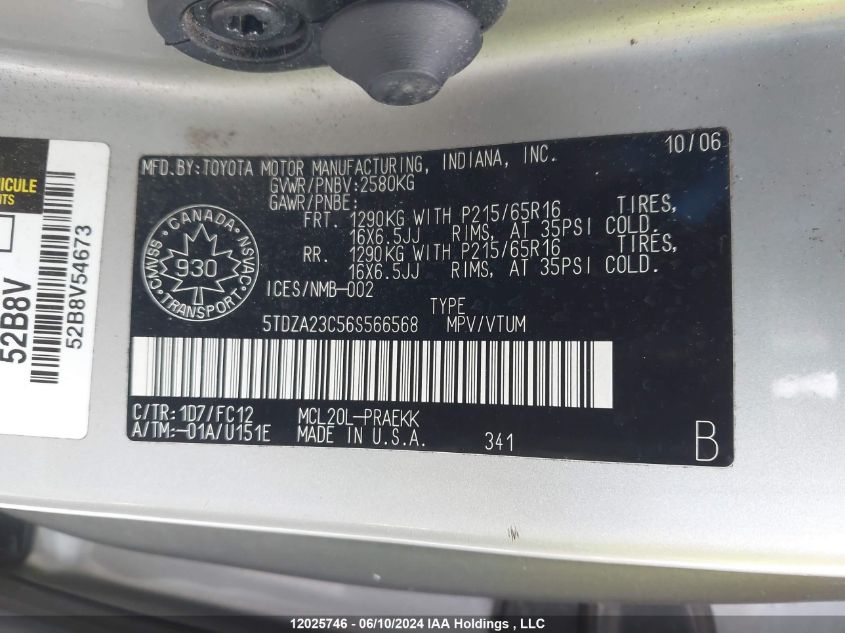 MFD.BY:TOYOTA MOTOR MANUFACTURING, INDIANA, INC. 10/06
GVWR/PNBV:2580KG
GAWR/PNBE:
FRT. 1290KG WITH P215/65R16 TIRES,
16X6.5JJ RIMS, AT 35PSI COLD.
RR. 1290KG WITH P215/65R16 TIRES,
16X6.5JJ RIMS, AT 35PSI COLD.
CANADA
CMVSS
NSVAC
930
TRANSPORT
ICES/NMB-002
TYPE
5TDZA23C56S566568 MPV/VTUM
C/TR:1D7/FC12 MCL20L-PRAEKK
A/TM:-01A/U151E MADE IN U.S.A. 341
B
VEHICULE
52B8V
52B8V54673
12025746 - 06/10/2024 IAA Holdings , LLC